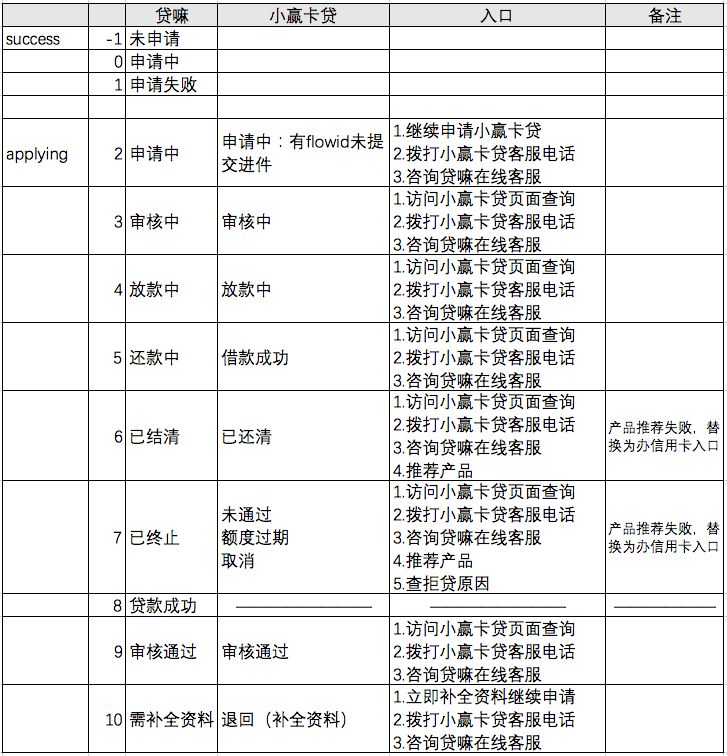 贷嘛 小赢卡贷 入口 备注
success -1 未申请
0 申请中
1 申请失败
applying 2 申请中 申请中：有flowid未提
交进件
1.继续申请小赢卡贷
2.拨打小赢卡贷客服电话
3.咨询贷嘛在线客服
3 审核中 审核中
1.访问小赢卡贷页面查询
2.拨打小赢卡贷客服电话
3.咨询贷嘛在线客服
4 放款中 放款中
1.访问小赢卡贷页面查询
2.拨打小赢卡贷客服电话
3.咨询贷嘛在线客服
5 还款中 借款成功
1.访问小赢卡贷页面查询
2.拨打小赢卡贷客服电话
3.咨询贷嘛在线客服
6 已结清 已还清
1.访问小赢卡贷页面查询
2.拨打小赢卡贷客服电话
3.咨询贷嘛在线客服
4.推荐产品
产品推荐失败，替
换为办信用卡入口
7 已终止
未通过
额度过期
取消
1.访问小赢卡贷页面查询
2.拨打小赢卡贷客服电话
3.咨询贷嘛在线客服
4.推荐产品
5.查拒贷原因
产品推荐失败，替
换为办信用卡入口
8 贷款成功 ———————— ———————— ——————
9 审核通过 审核通过
1.访问小赢卡贷页面查询
2.拨打小赢卡贷客服电话
3.咨询贷嘛在线客服
10 需补全资料 退回（补全资料）
1.立即补全资料继续申请
2.拨打小赢卡贷客服电话
3.咨询贷嘛在线客服